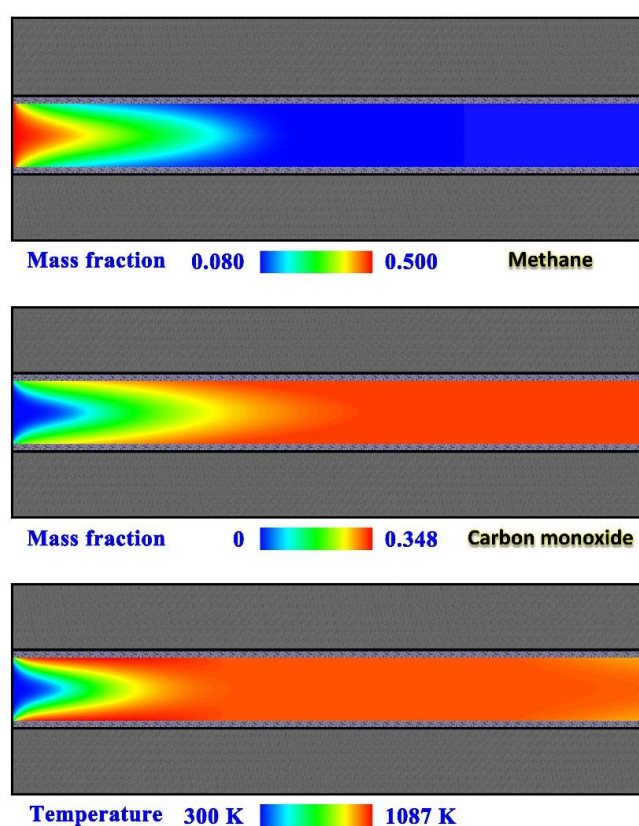 Mass fraction 0.080 0.500 Methane
Mass fraction 0 0.348 Carbon monoxide
Temperature 300 K 1087 K